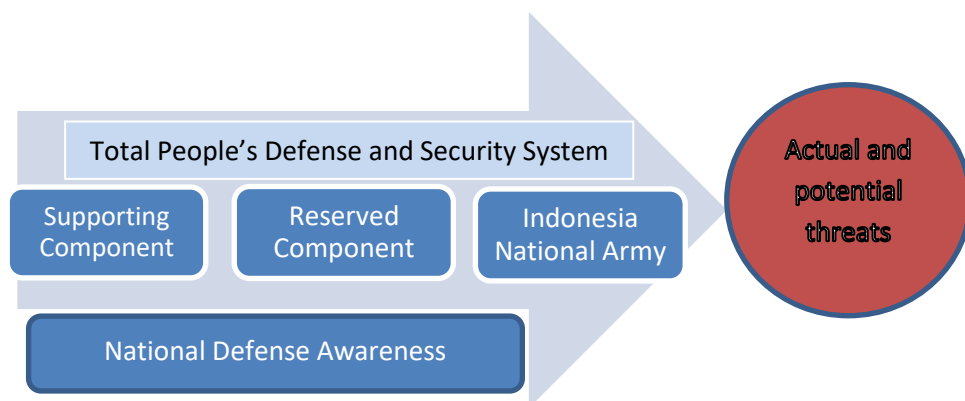 Total People’s Defense and Security System
Supporting
Component
Reserved
Component
Indonesia
National Army
National Defense Awareness
Actual and
potential
threats